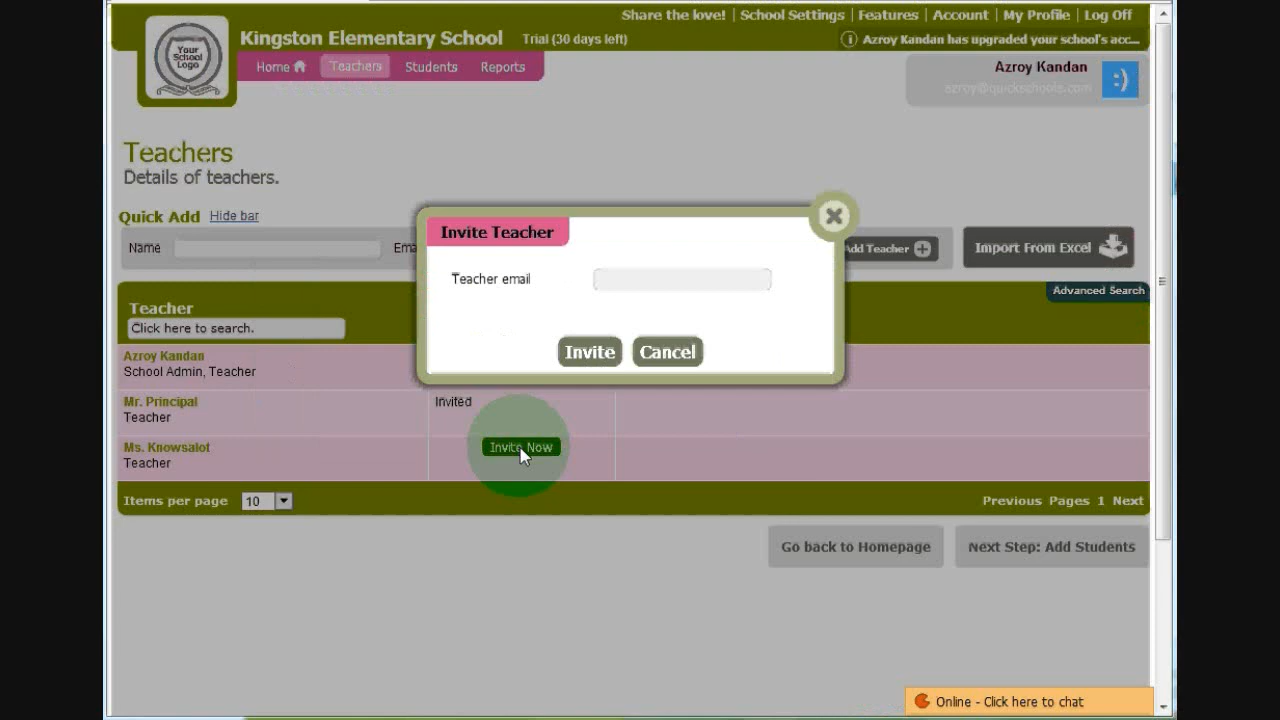 Share the love! | School Settings | Features | Account | My Profile | Log Off
Your School Logo
Kingston Elementary School Trial (30 days left)
Azroy Kandan has upgraded your school's acc...
Home Teachers Students Reports
Azroy Kandan
azroy@quickschools.com
:)
Teachers
Details of teachers.
Quick Add Hide bar
Name
Ema
Add Teacher
Import From Excel
Invite Teacher
Teacher email
Invite Cancel
Advanced Search
Teacher
Click here to search.
Azroy Kandan
School Admin, Teacher
Mr. Principal
Teacher
Invited
Ms. Knowsalot
Teacher
Invite Now
Items per page 10
Previous Pages 1 Next
Go back to Homepage
Next Step: Add Students
Online - Click here to chat